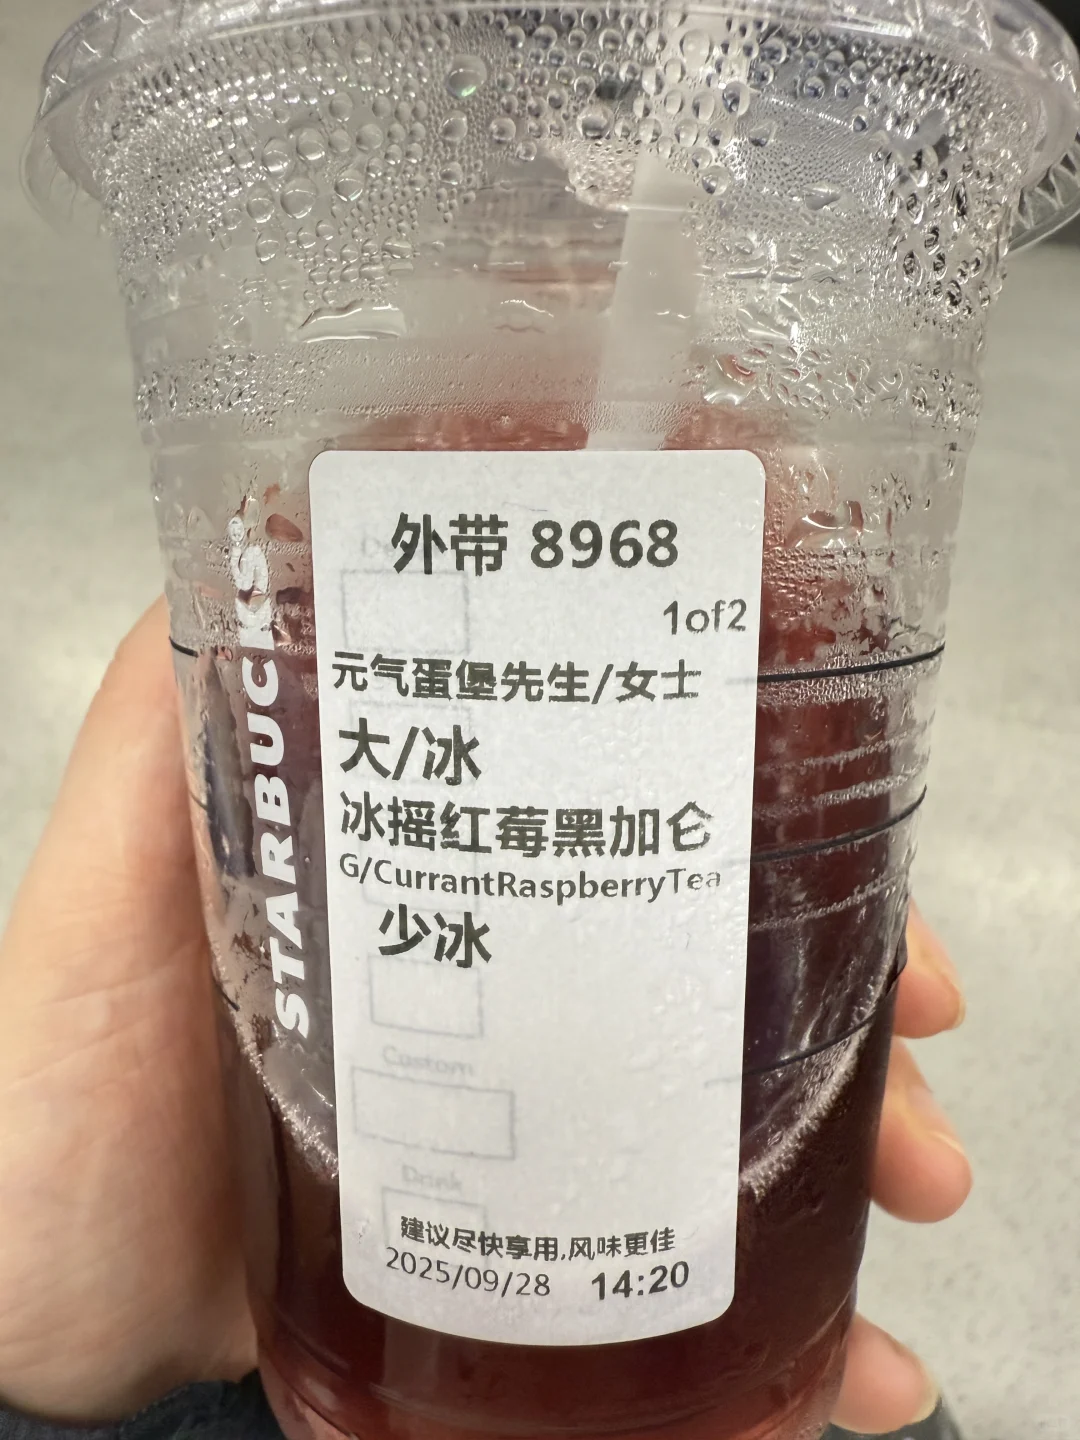 外带 8968
1of2
元气蛋堡先生/女士
大/冰
冰摇红莓黑加仑
G/CurrantRaspberryTea
少冰
Custom
Drink
建议尽快享用,风味更佳
2025/09/28 14:20
STARBUCKS